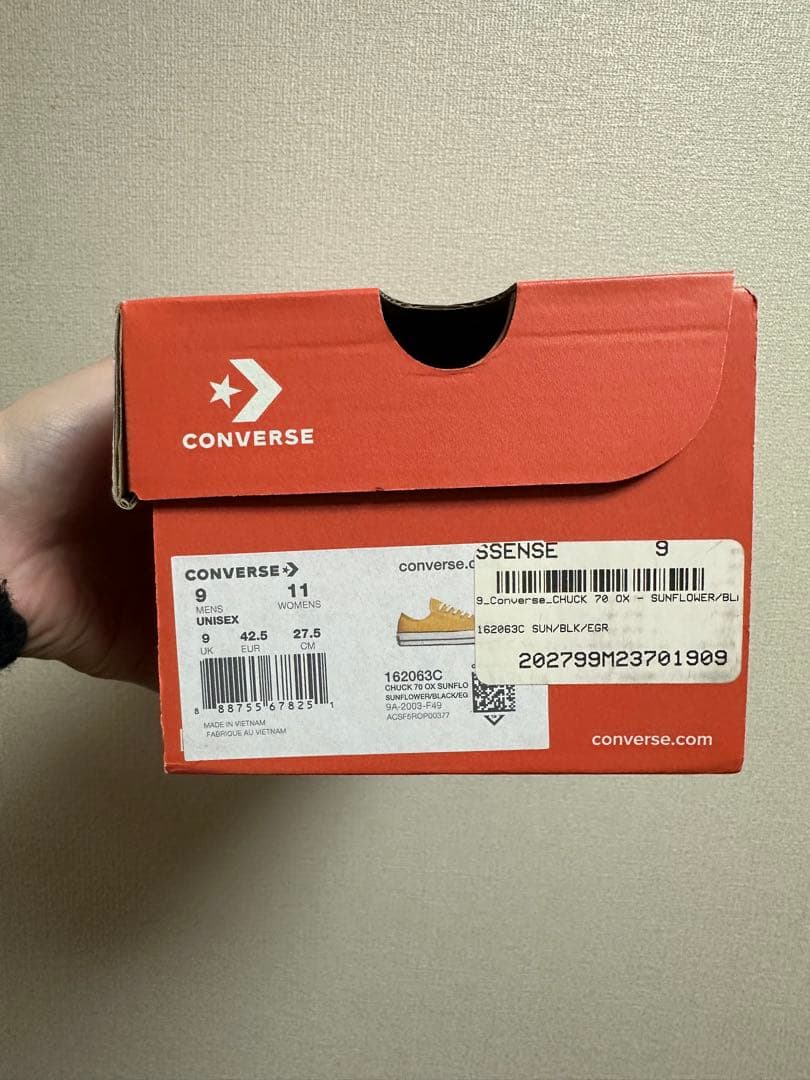 CONVERSE
CONVERSE
9
MENS
11
WOMENS
UNISEX
9
UK
42.5
EUR
27.5
CM
8 88755 67825 1
MADE IN VIETNAM
FABRIQUE AU VIETNAM
converse.c
162063C
CHUCK 70 OX SUNFLO
SUNFLOWER/BLACK/EG
9A-2003-F49
ACSF5ROP00377
SSENSE 9
9_Converse_CHUCK 70 OX - SUNFLOWER/BL
162063C SUN/BLK/EGR
202799M23701909
converse.com